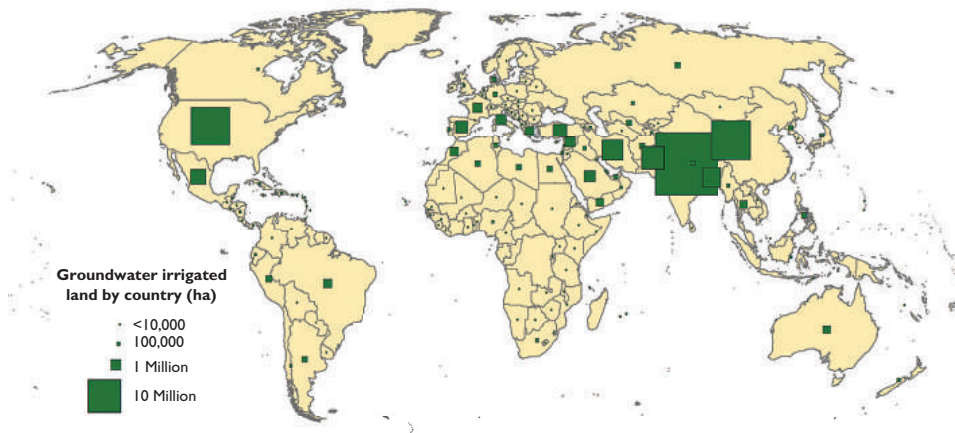 Groundwater irrigated
land by country (ha)
<10,000
100,000
1 Million
10 Million